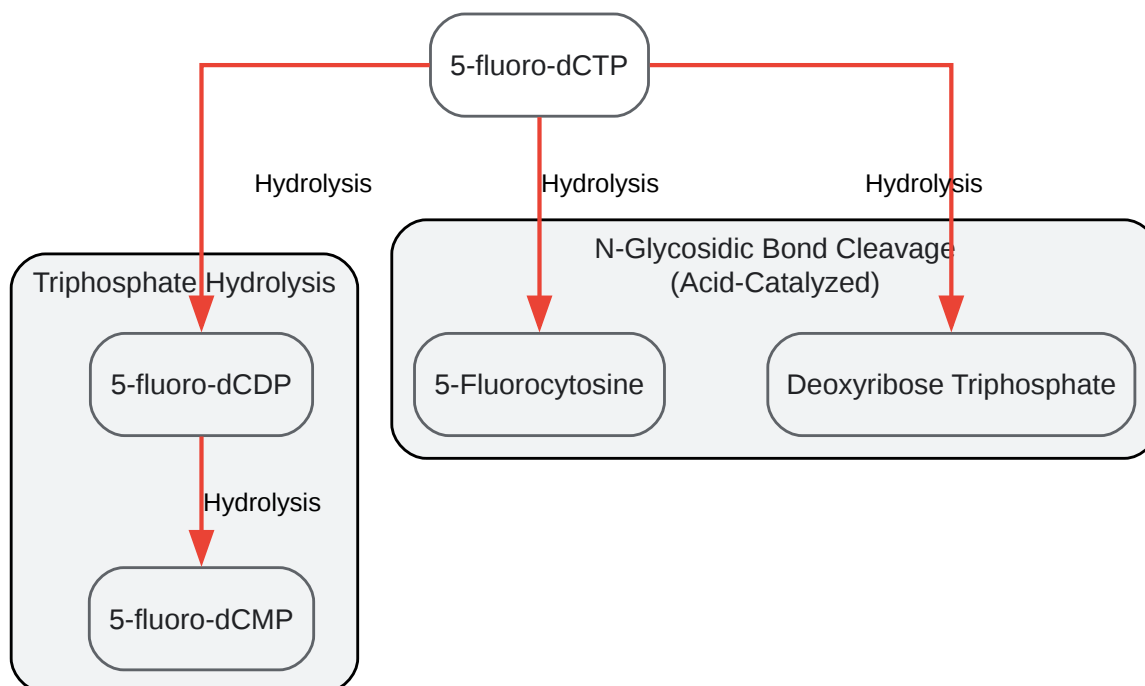 5-fluoro-dCTP
Hydrolysis
Hydrolysis
Hydrolysis
N-Glycosidic Bond Cleavage
(Acid-Catalyzed)
Triphosphate Hydrolysis
5-fluoro-dCDP
5-Fluorocytosine
Deoxyribose Triphosphate
Hydrolysis
5-fluoro-dCMP